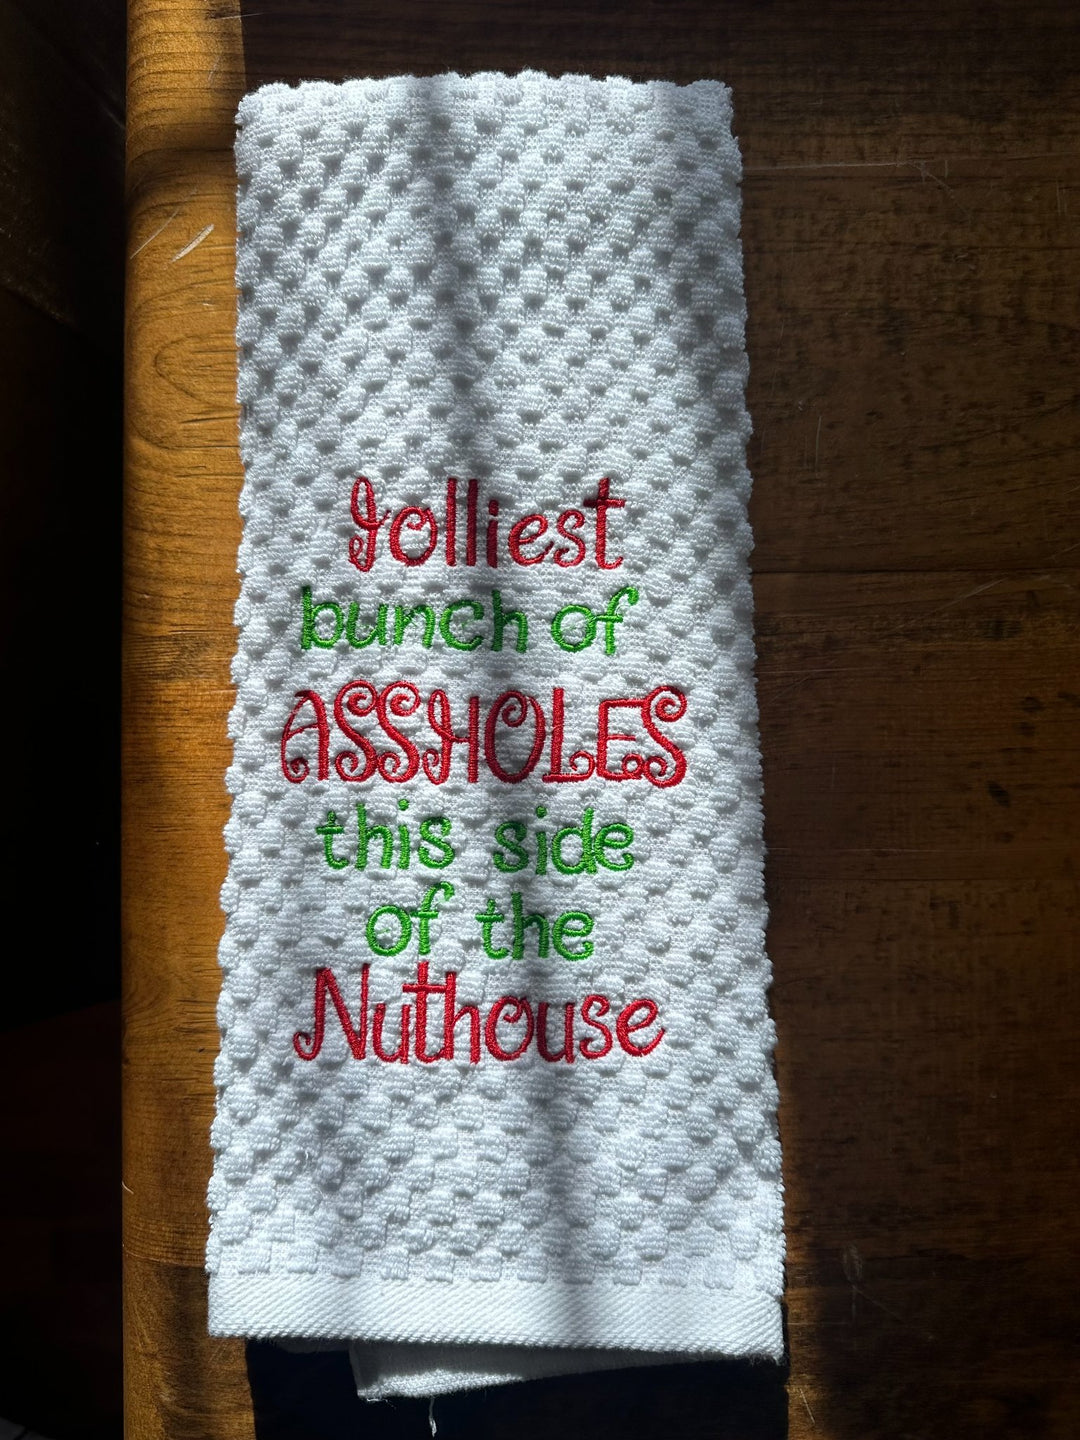 Jolliest
bunch of
ASSHOLES
this side
of the
Nuthouse